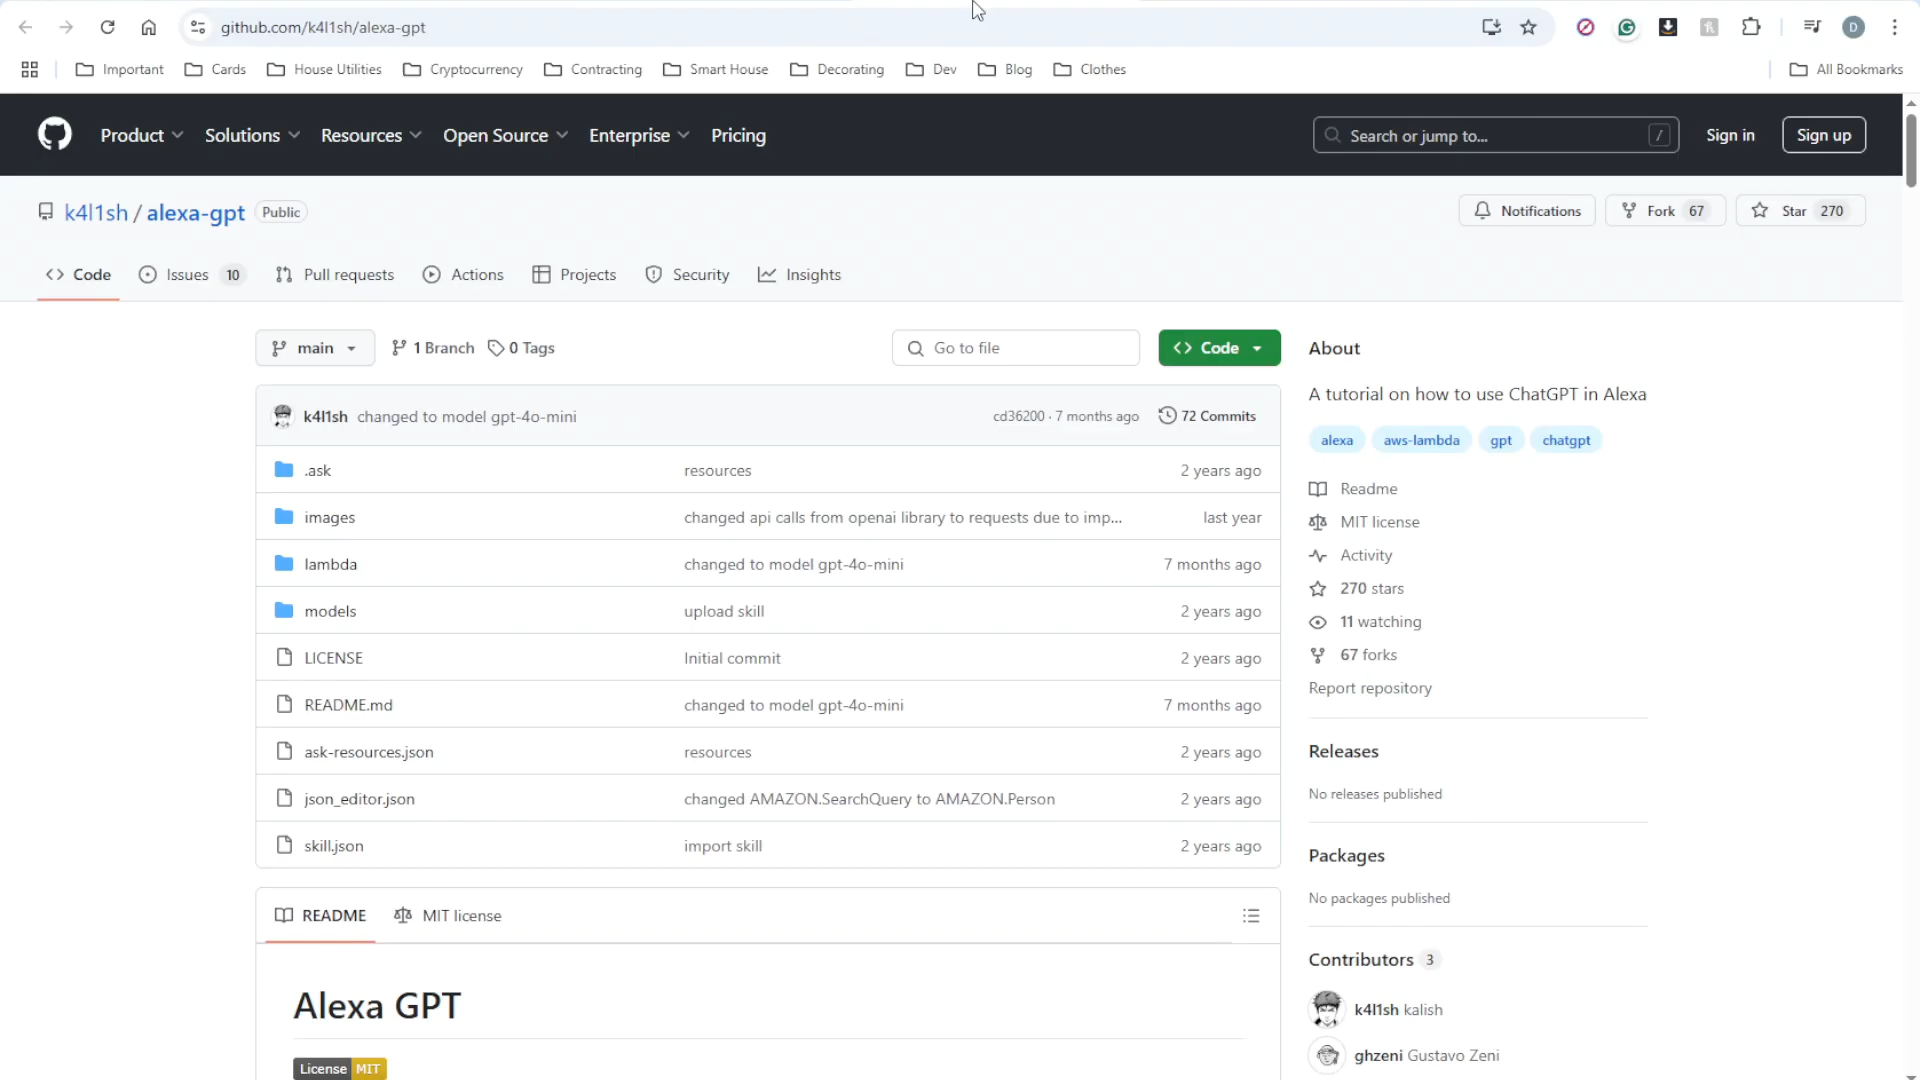 github.com/k4l1sh/alexa-gpt
D
Important Cards House Utilities Cryptocurrency Contracting Smart House Decorating Dev Blog Clothes All Bookmarks
Product Solutions Resources Open Source Enterprise Pricing Search or jump to... / Sign in Sign up
k4l1sh / alexa-gpt Public Notifications Fork 67 Star 270
Code Issues 10 Pull requests Actions Projects Security Insights
main 1 Branch 0 Tags Go to file Code
k4l1sh changed to model gpt-4o-mini cd36200 · 7 months ago 72 Commits
.ask resources 2 years ago
images changed api calls from openai library to requests due to imp... last year
lambda changed to model gpt-4o-mini 7 months ago
models upload skill 2 years ago
LICENSE Initial commit 2 years ago
README.md changed to model gpt-4o-mini 7 months ago
ask-resources.json resources 2 years ago
json_editor.json changed AMAZON.SearchQuery to AMAZON.Person 2 years ago
skill.json import skill 2 years ago
README MIT license
Alexa GPT
License MIT
About
A tutorial on how to use ChatGPT in Alexa
alexa aws-lambda gpt chatgpt
Readme
MIT license
Activity
270 stars
11 watching
67 forks
Report repository
Releases
No releases published
Packages
No packages published
Contributors 3
k4l1sh kalish
ghzeni Gustavo Zeni